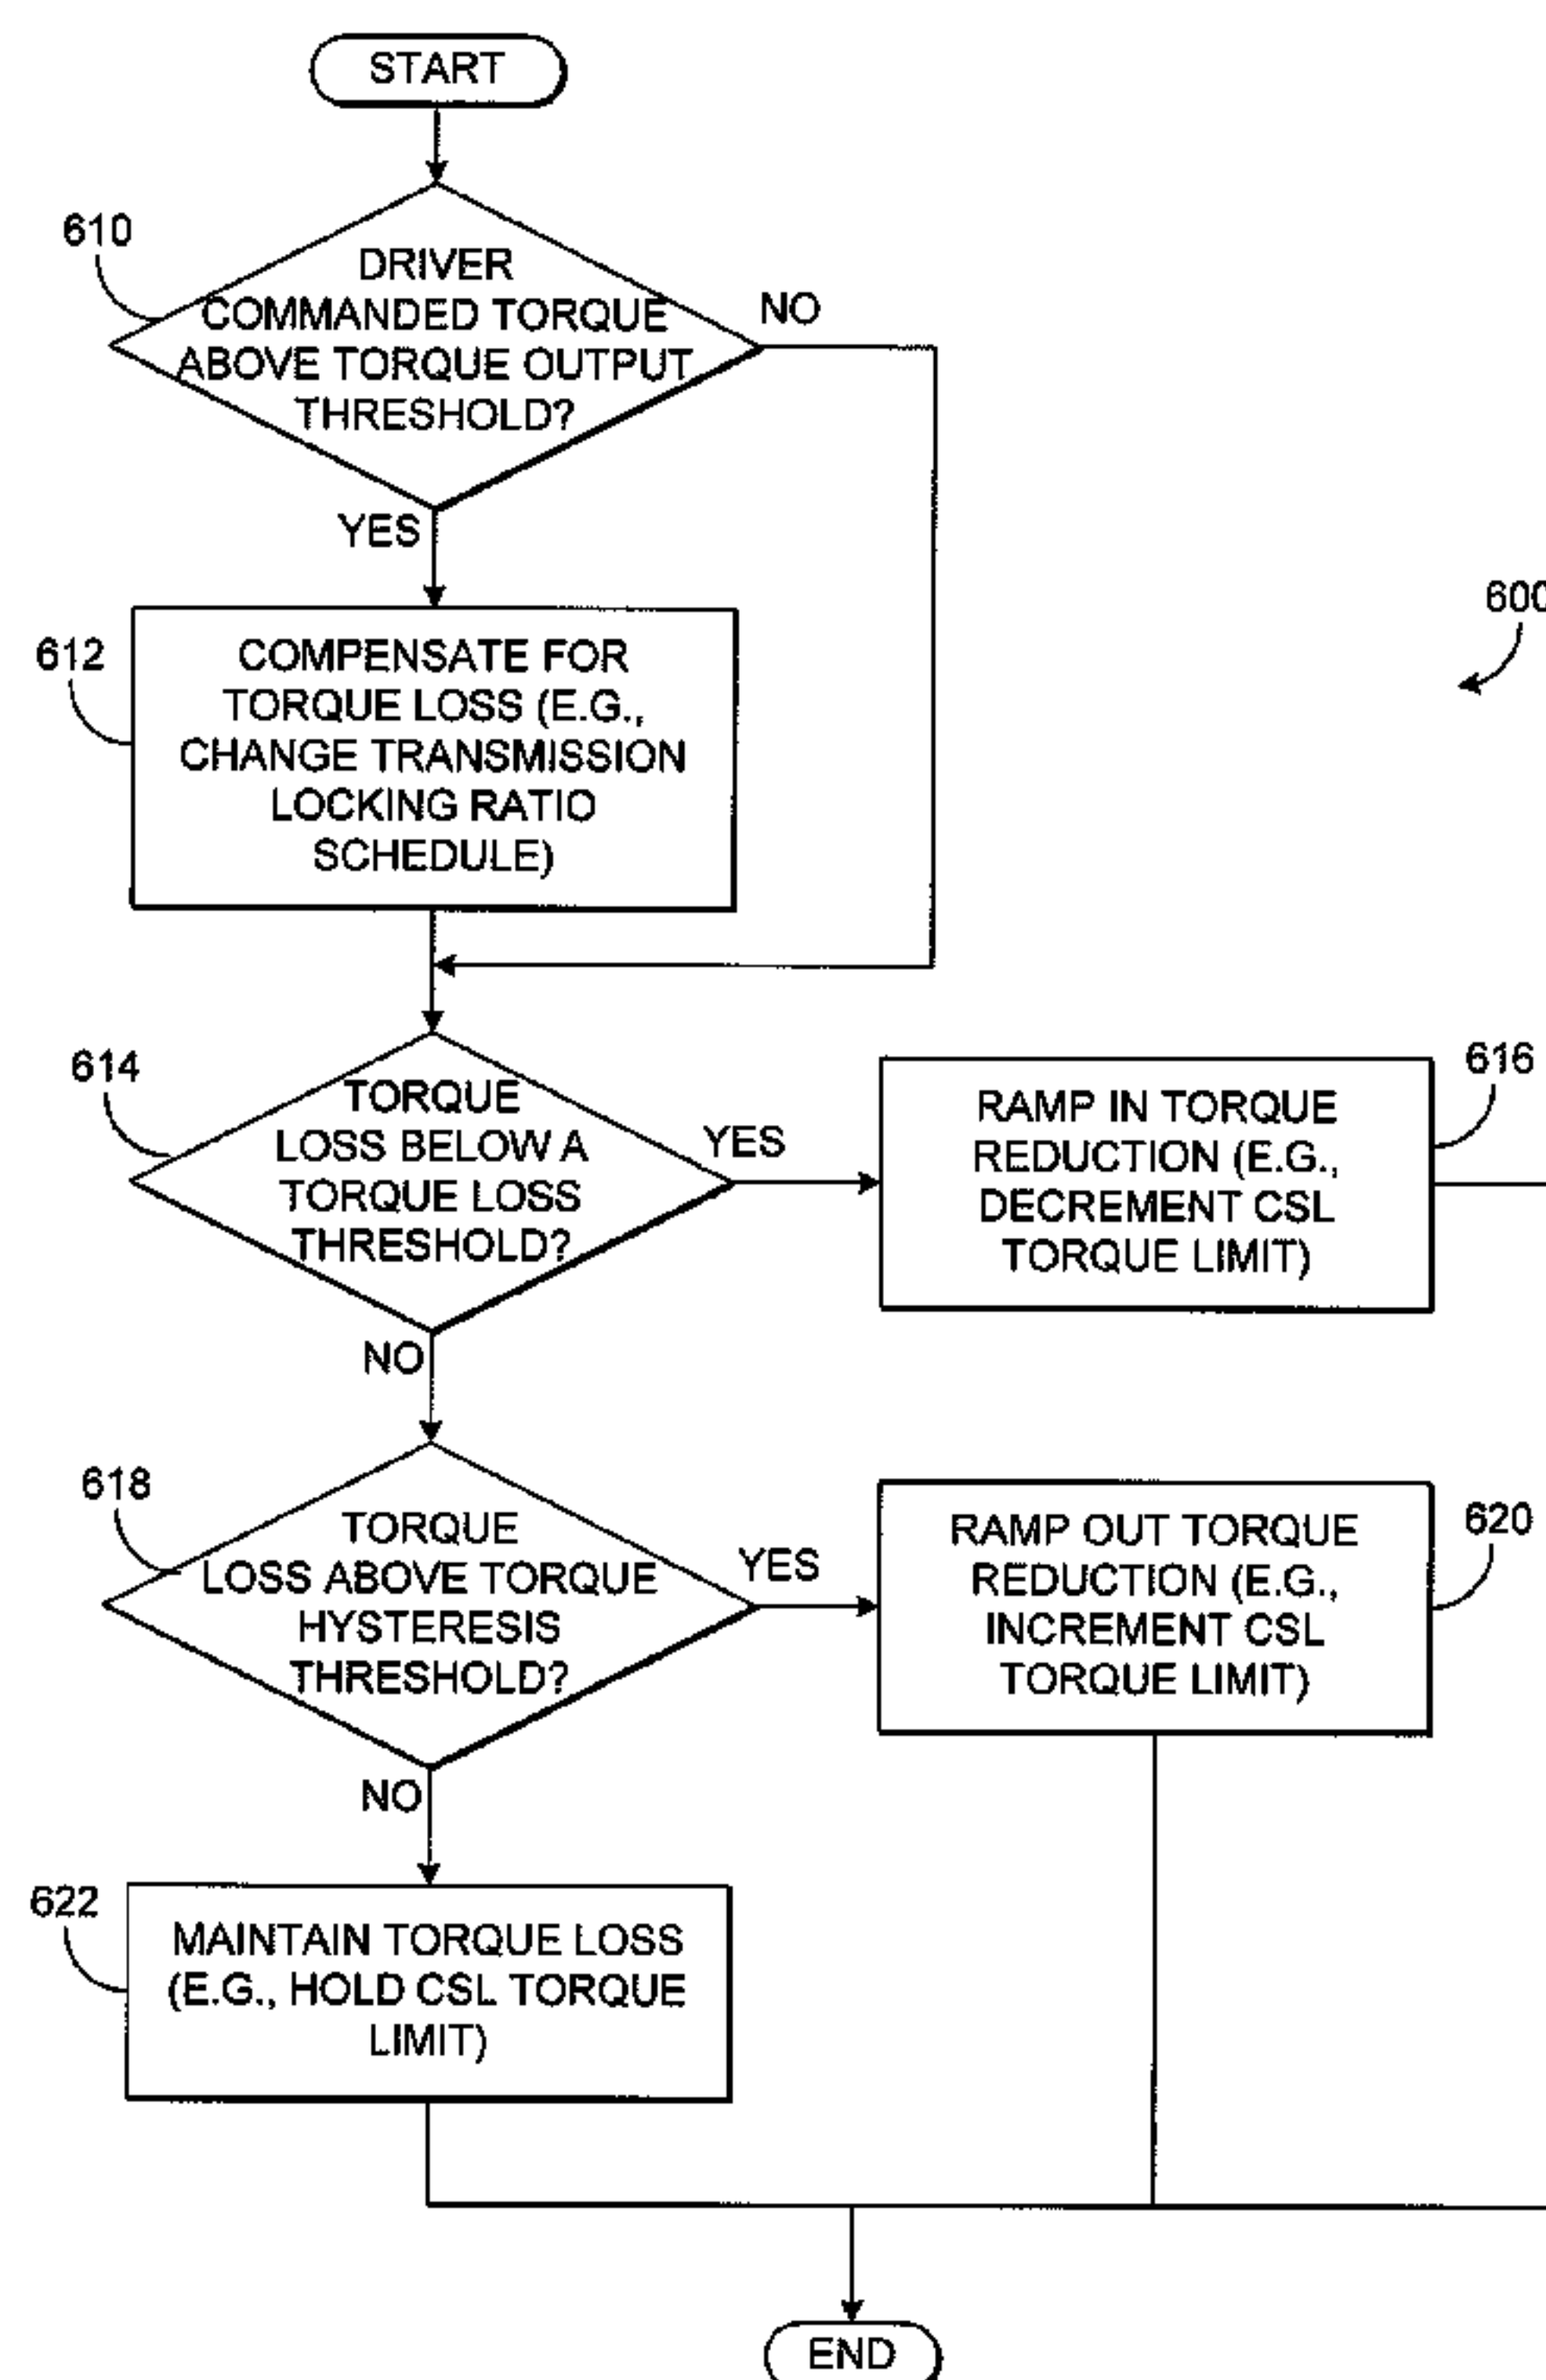 START
610
DRIVER
COMMANDED TORQUE
ABOVE TORQUE OUTPUT
THRESHOLD?
NO
YES
600
612
COMPENSATE FOR
TORQUE LOSS (E.G.,
CHANGE TRANSMISSION
LOCKING RATIO
SCHEDULE)
614
TORQUE
LOSS BELOW A
TORQUE LOSS
THRESHOLD?
YES
NO
616
RAMP IN TORQUE
REDUCTION (E.G.,
DECREMENT CSL
TORQUE LIMIT)
618
TORQUE
LOSS ABOVE TORQUE
HYSTERESIS
THRESHOLD?
YES
NO
620
RAMP OUT TORQUE
REDUCTION (E.G.,
INCREMENT CSL
TORQUE LIMIT)
622
MAINTAIN TORQUE LOSS
(E.G., HOLD CSL TORQUE
LIMIT)
END